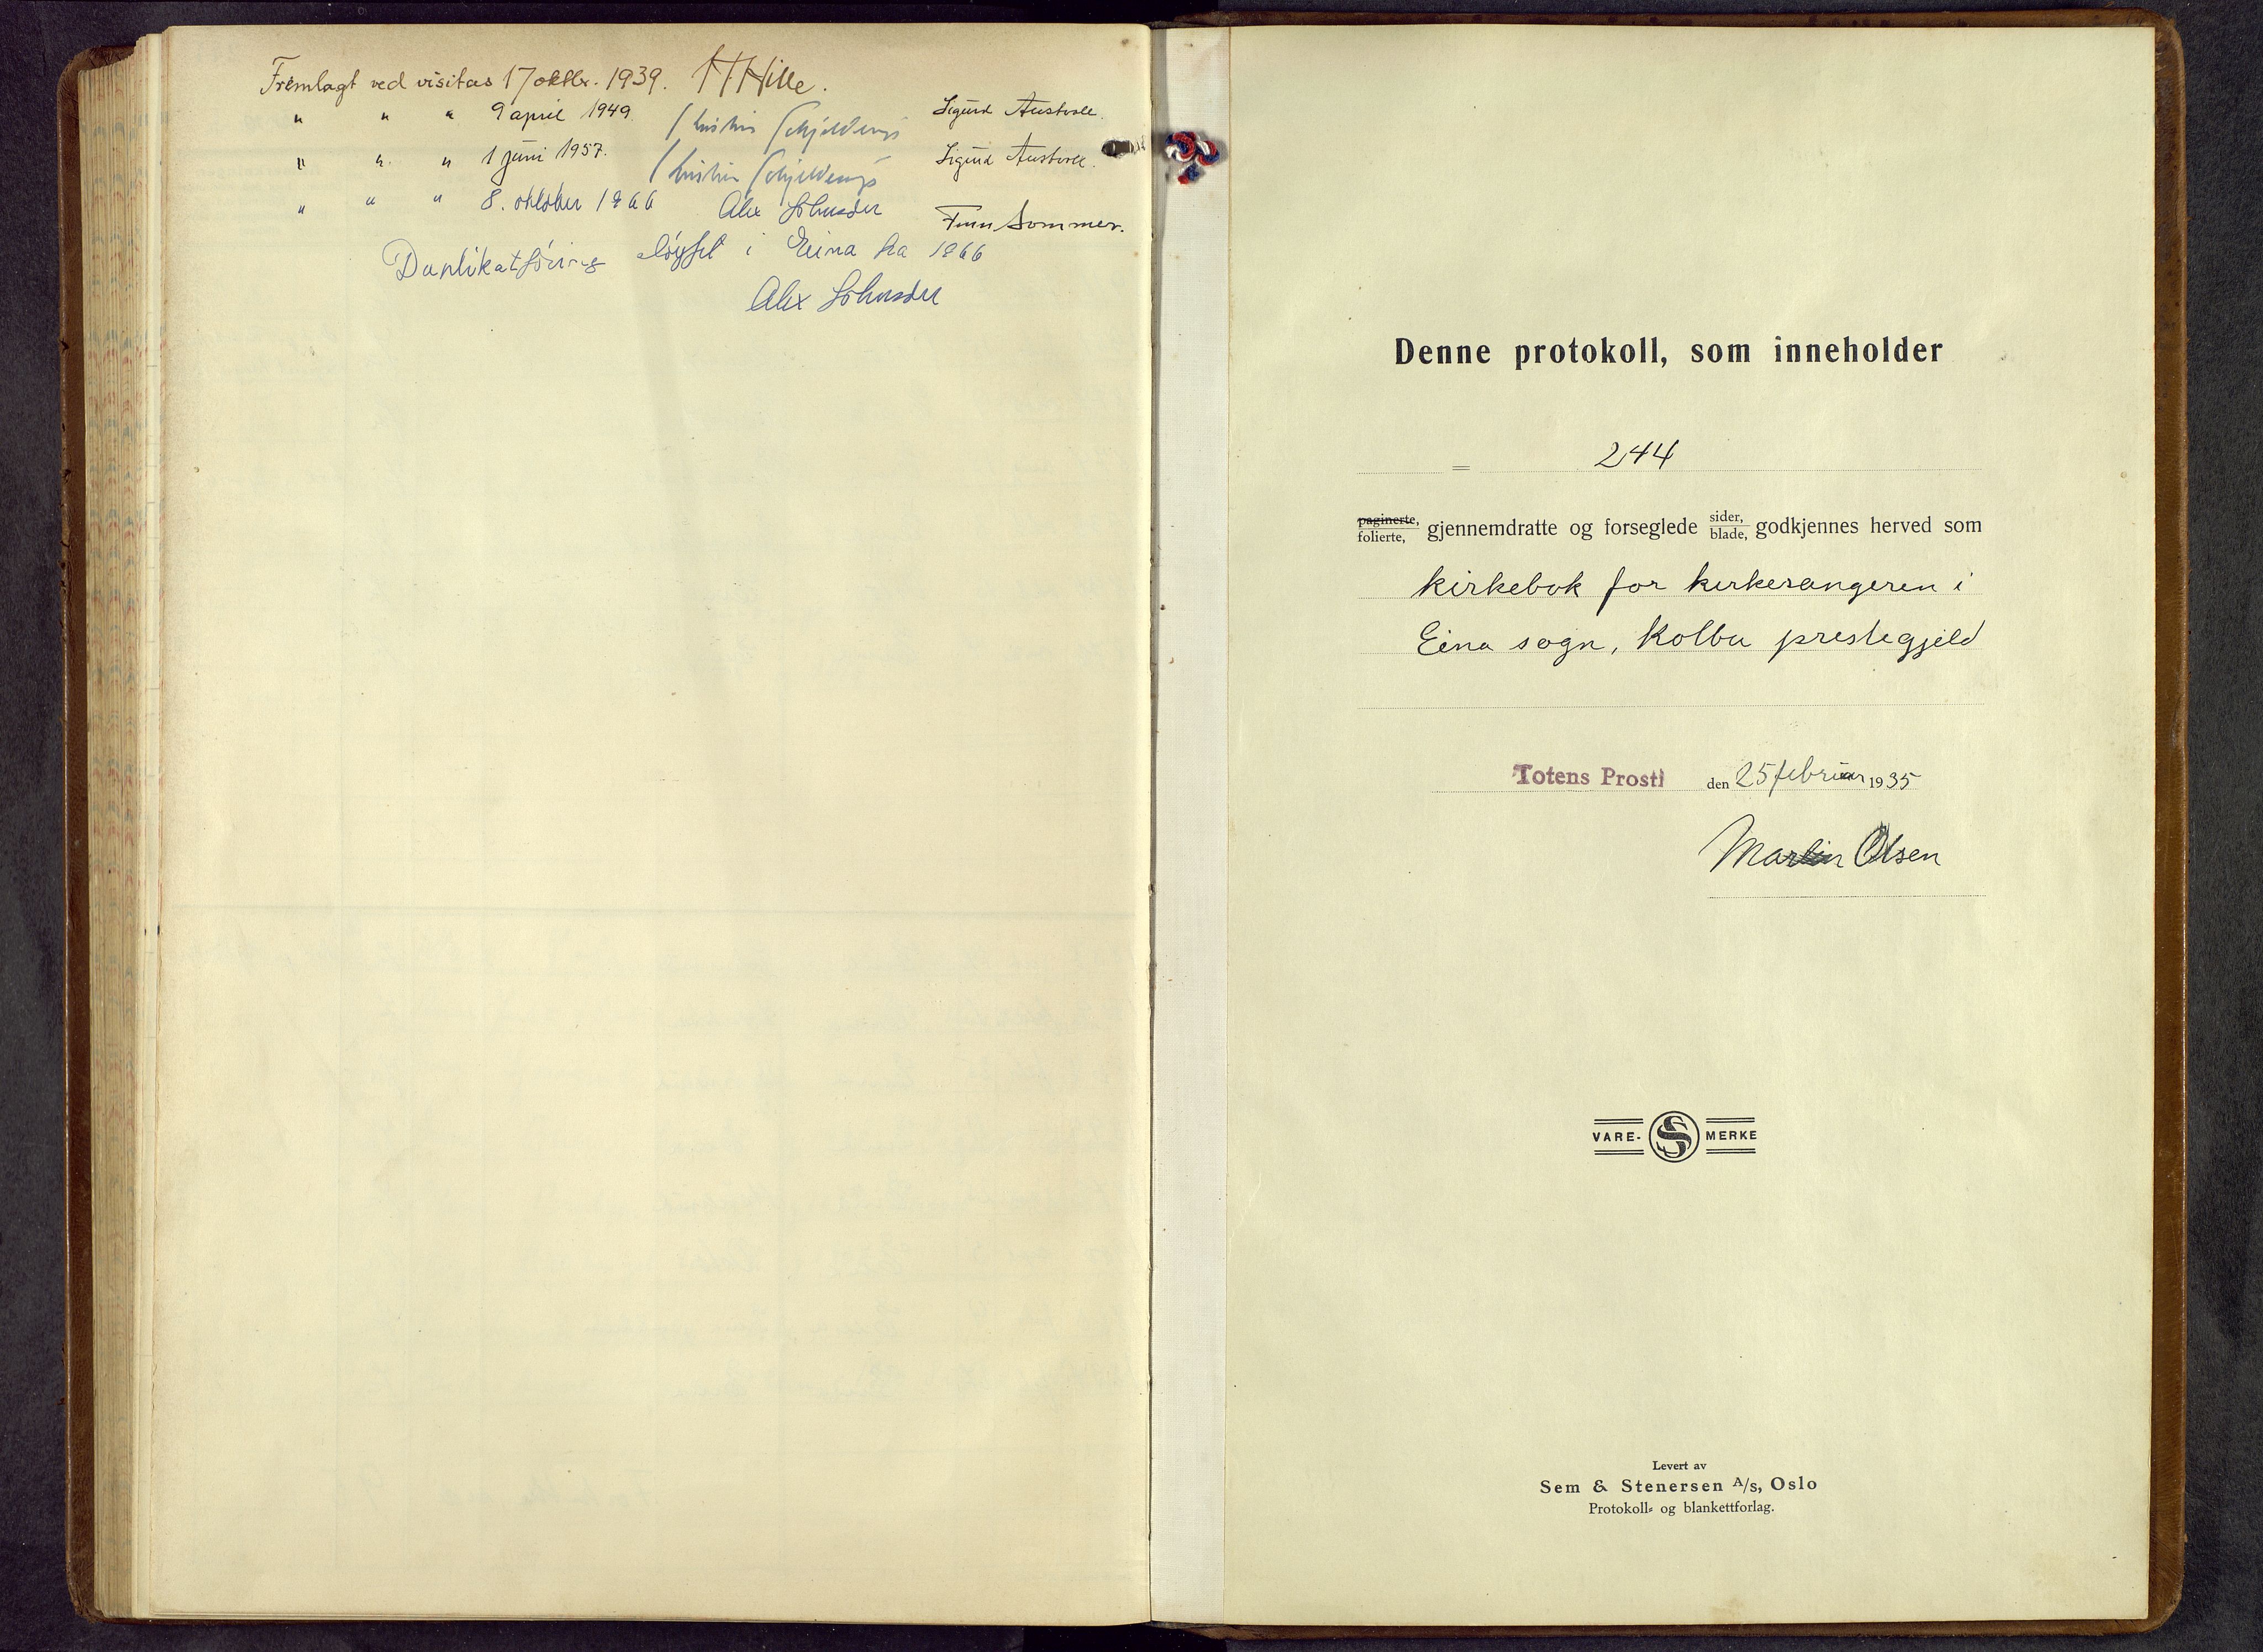 Fremlagt ved visitas 17 oktbr. 1939. H Hille.
" " " 9 april 1949. Kristian Schjelderup Sigurd Austvoll.
" " " 1 juni 1957. Kristian Schjelderup Sigurd Austvoll.
" " " 8. oktober 1966 Alex Johnson Finn Sommer.
Duplikatføring sløyfet i Eina fra 1966
Alex Johnson
Denne protokoll, som inneholder
= 244
paginerte,
folierte, gjennemdratte og forseglede sider,
blade, godkjennes herved som
kirkebok for kirkesangeren i
Eina sogn, Kolbu prestegjeld
Totens Prosti den 25 februar 1935
Martin Olsen
VARE- S MERKE
Levert av
Sem & Stenersen A/s, Oslo
Protokoll- og blankettforlag.